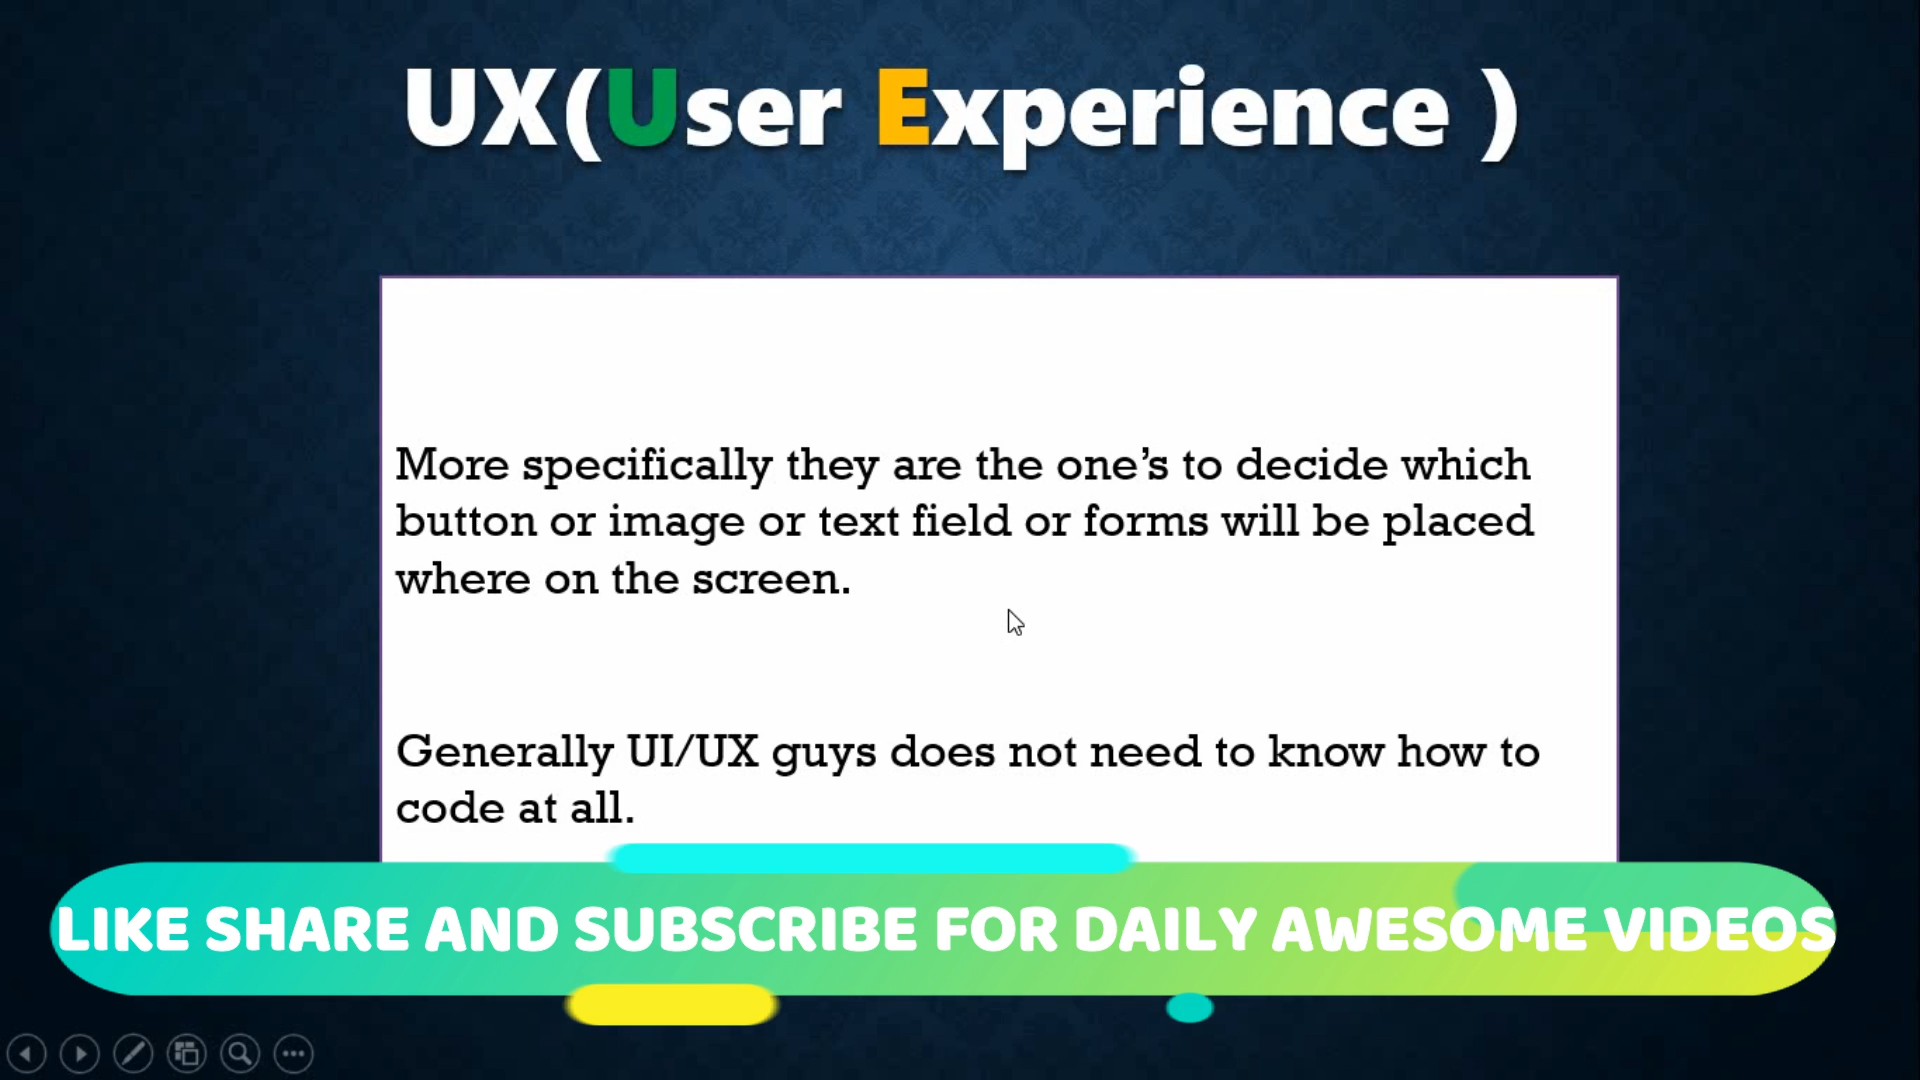 UX(User Experience )
More specifically they are the one’s to decide which
button or image or text field or forms will be placed
where on the screen.
Generally UI/UX guys does not need to know how to
code at all.
LIKE SHARE AND SUBSCRIBE FOR DAILY AWESOME VIDEOS